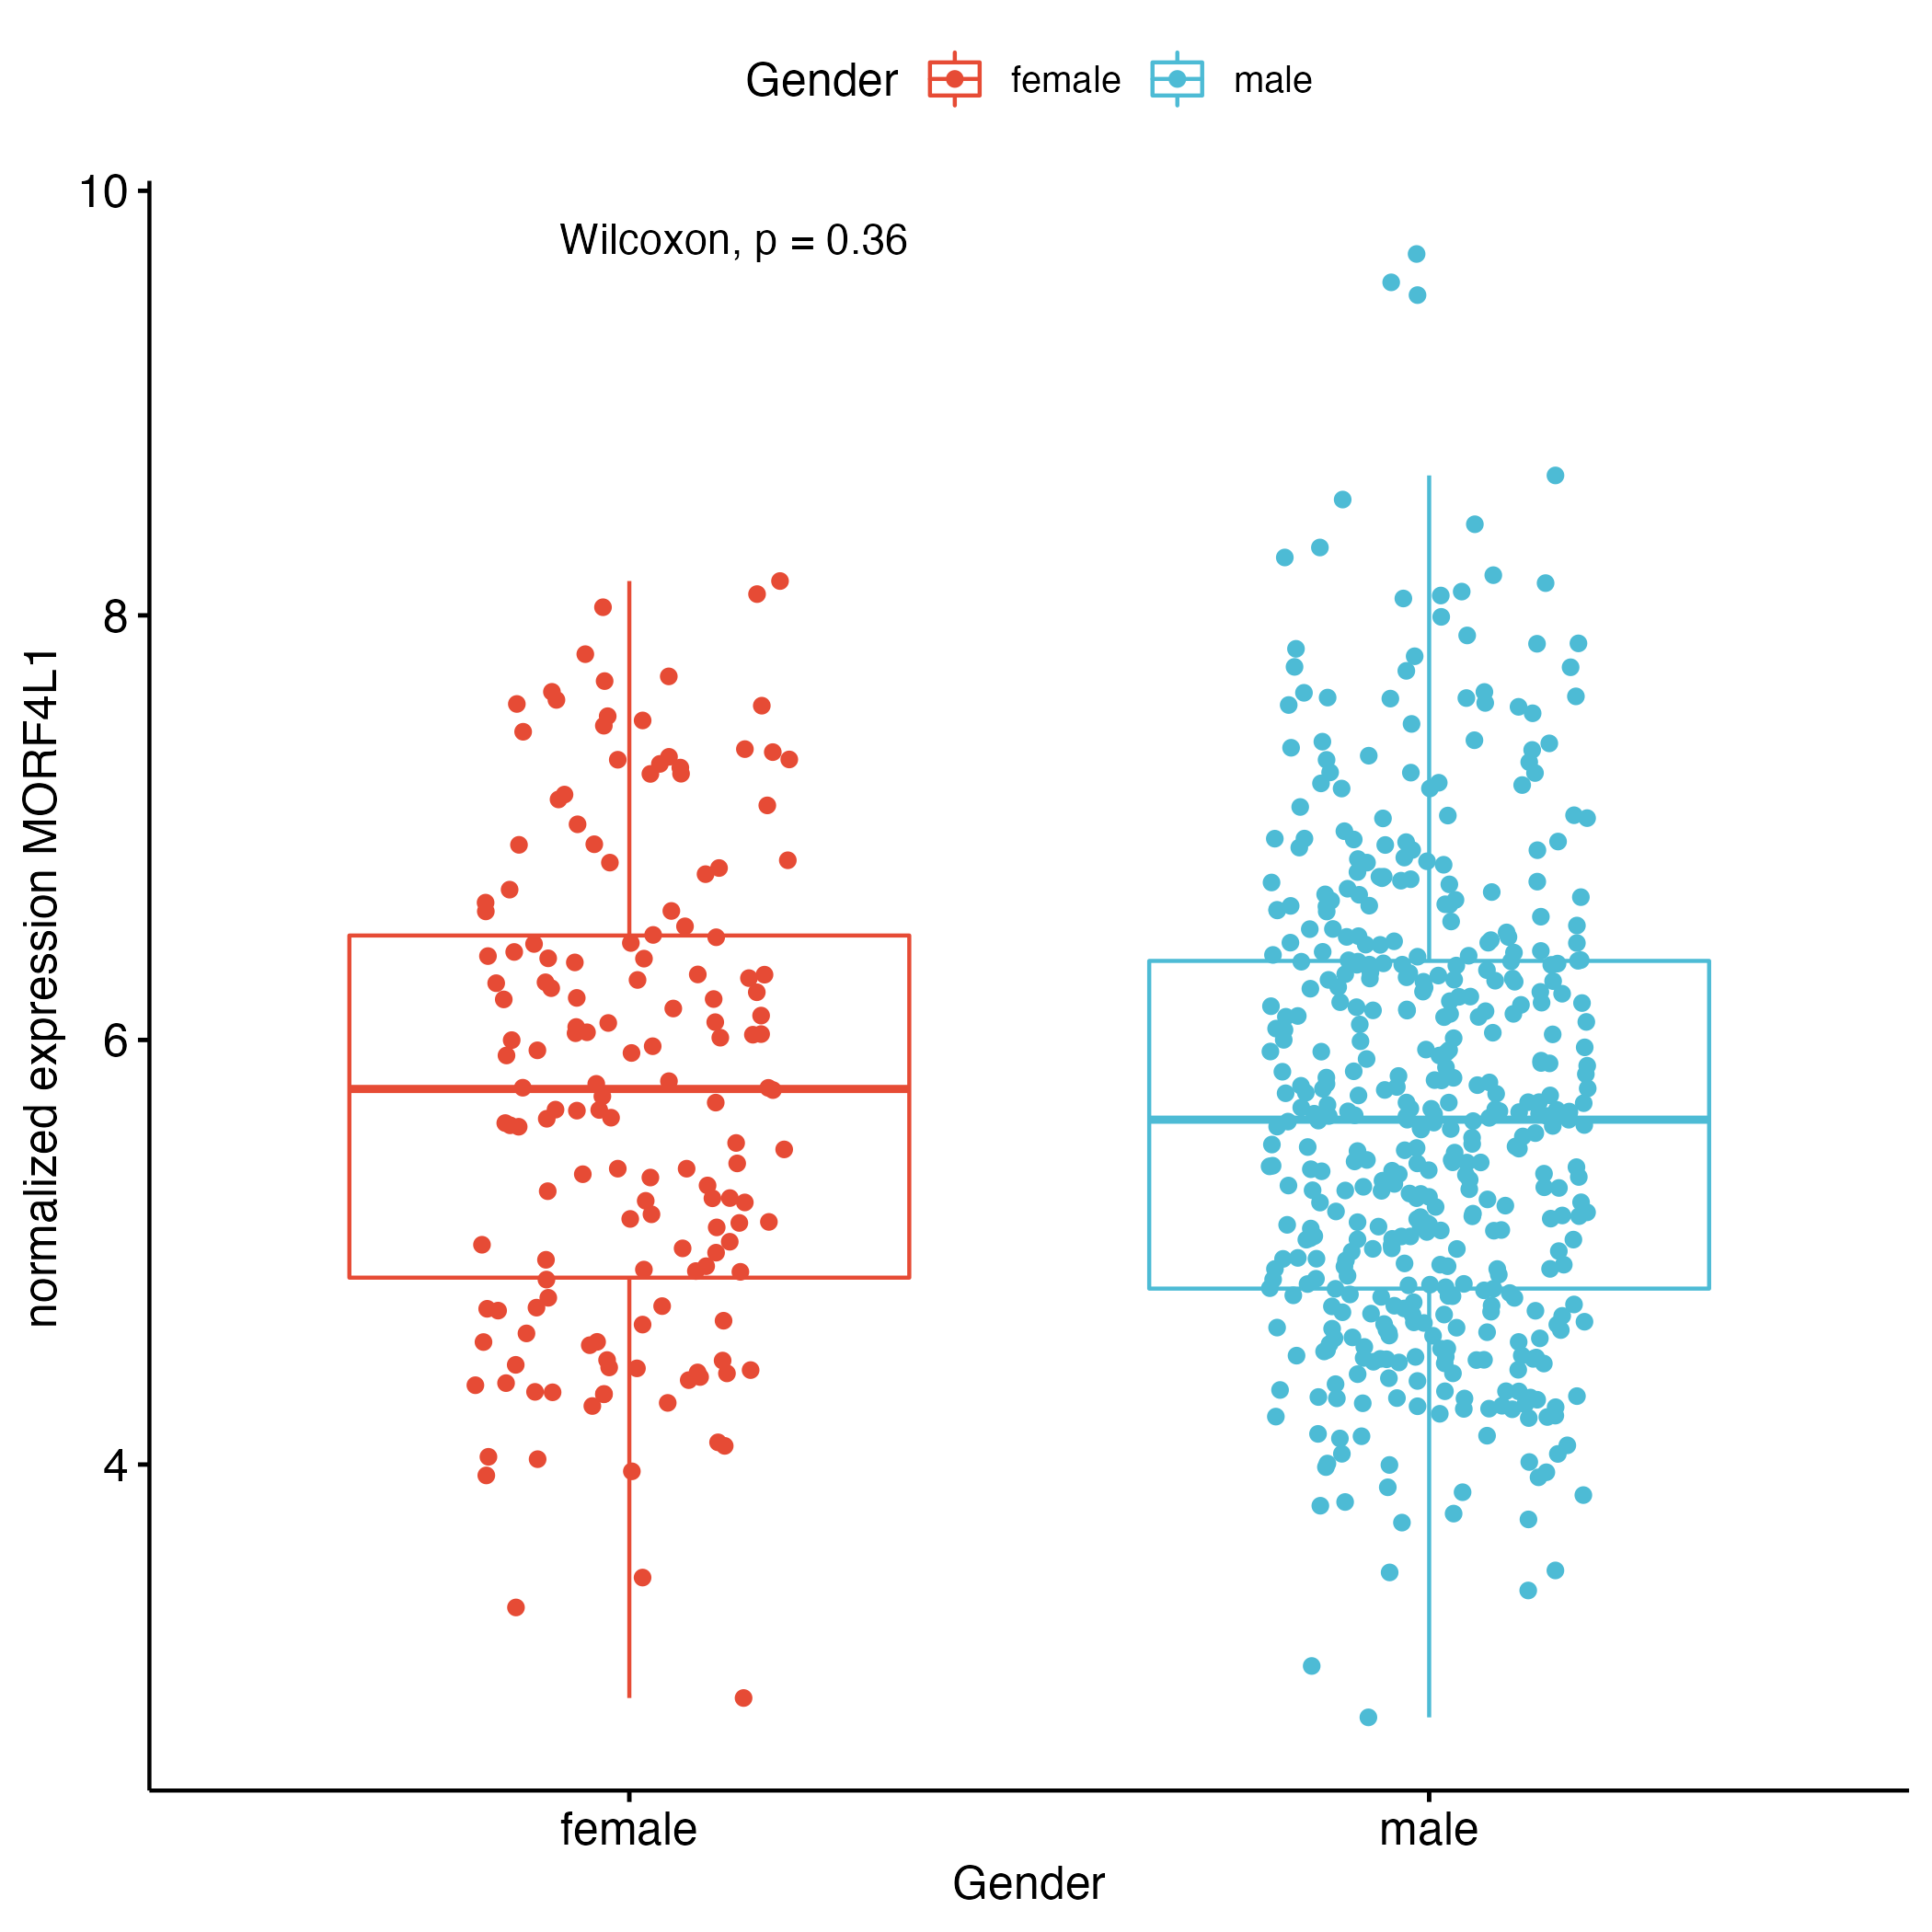 Gender female male
10
Wilcoxon, p = 0.36
8
6
4
normalized expression MORF4L1
female male
Gender